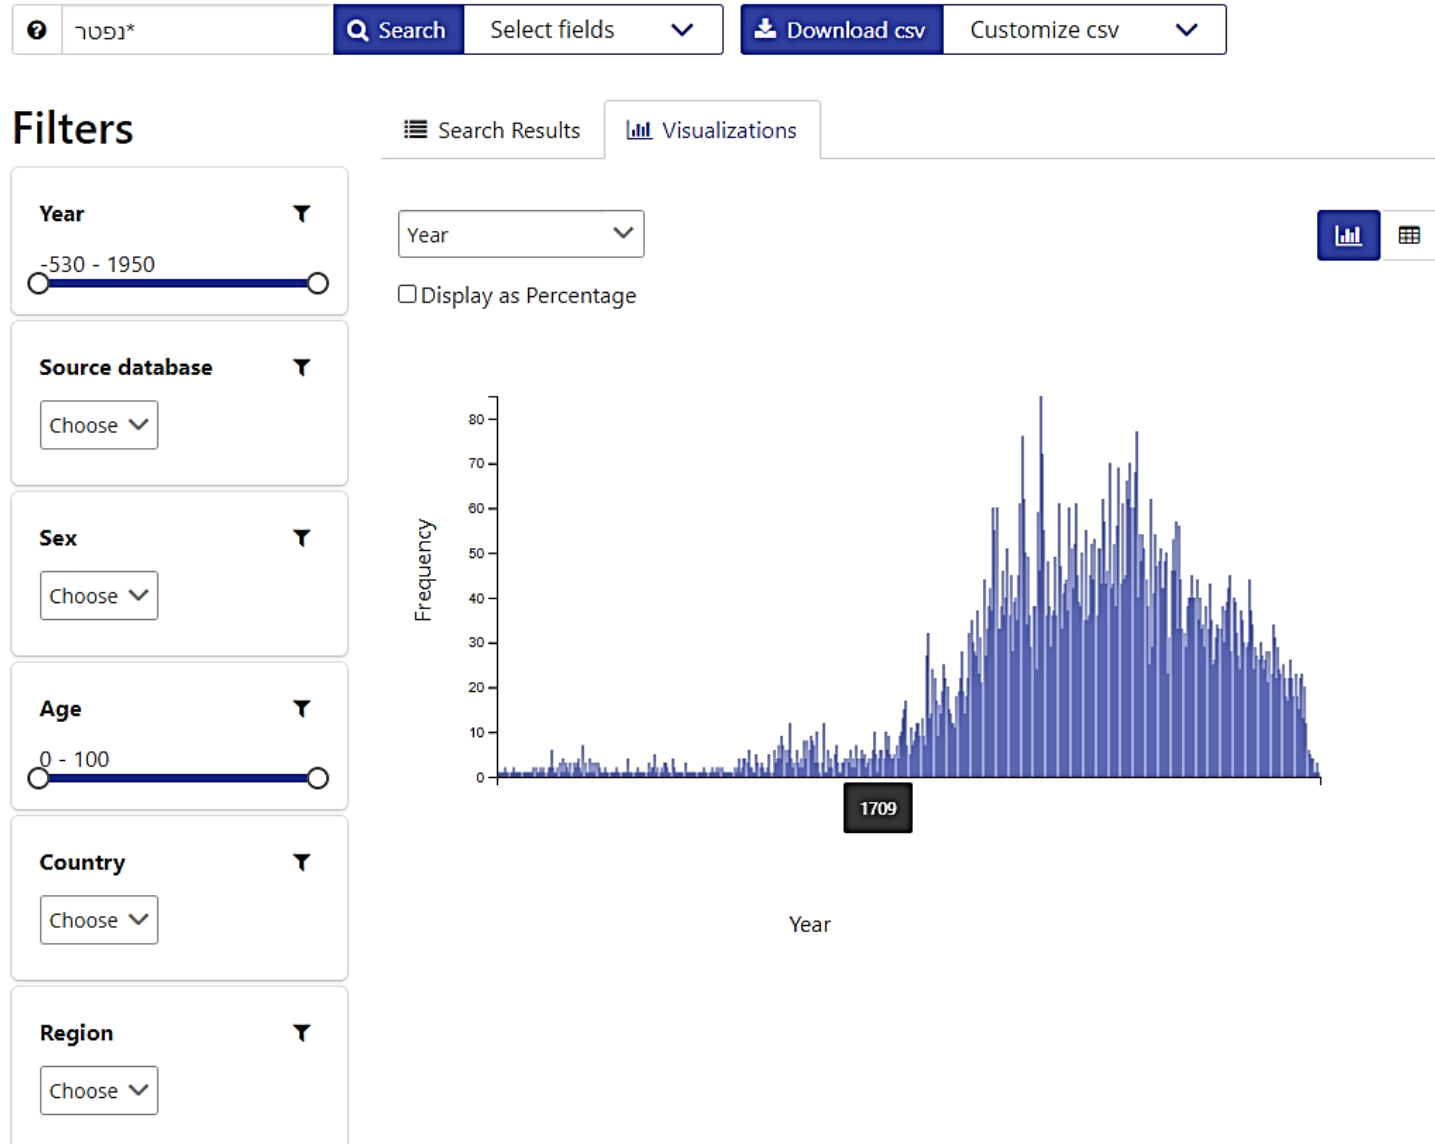 נפטר*
Search
Select fields
Download csv
Customize csv
Filters
Search Results
Visualizations
Year
-530 - 1950
Source database
Choose
Sex
Choose
Age
0 - 100
Country
Choose
Region
Choose
Year
Display as Percentage
Frequency
80
70
60
50
40
30
20
10
0
1709
Year